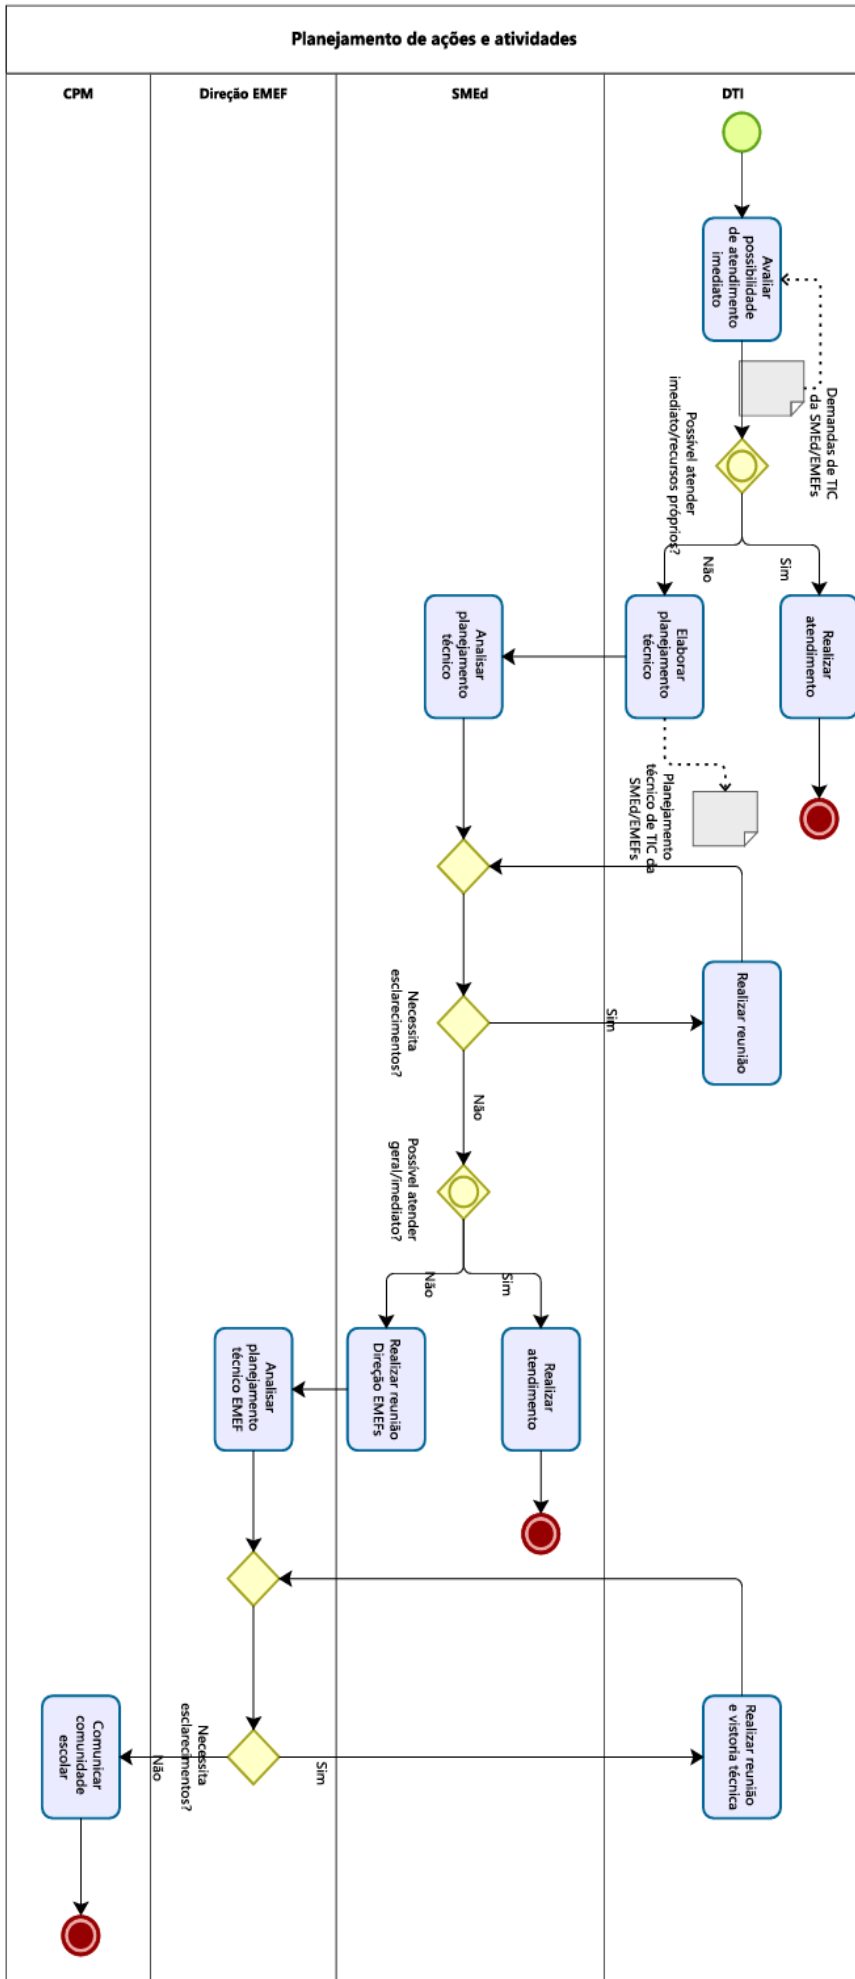 Planejamento de ações e atividades
CPM
Direção EMEF
SMEd
DTI
Avaliar
possibilidade
de atendimento
imediato
Demandas de TIC
da SMEd/EMEFs
Possível atender
imediato/recursos próprios?
Sim
Não
Realizar
atendimento
Elaborar
planejamento
técnico
Analisar
planejamento
técnico
Planejamento
técnico de TIC da
SMEd/EMEFs
Realizar reunião
Necessita
esclarecimentos?
Sim
Não
Possível atender
geral/imediato?
Sim
Não
Realizar
atendimento
Realizar reunião
Direção EMEFs
Analisar
planejamento
técnico EMEF
Realizar reunião
e vistoria técnica
Necessita
esclarecimentos?
Sim
Não
Comunicar
comunidade
escolar